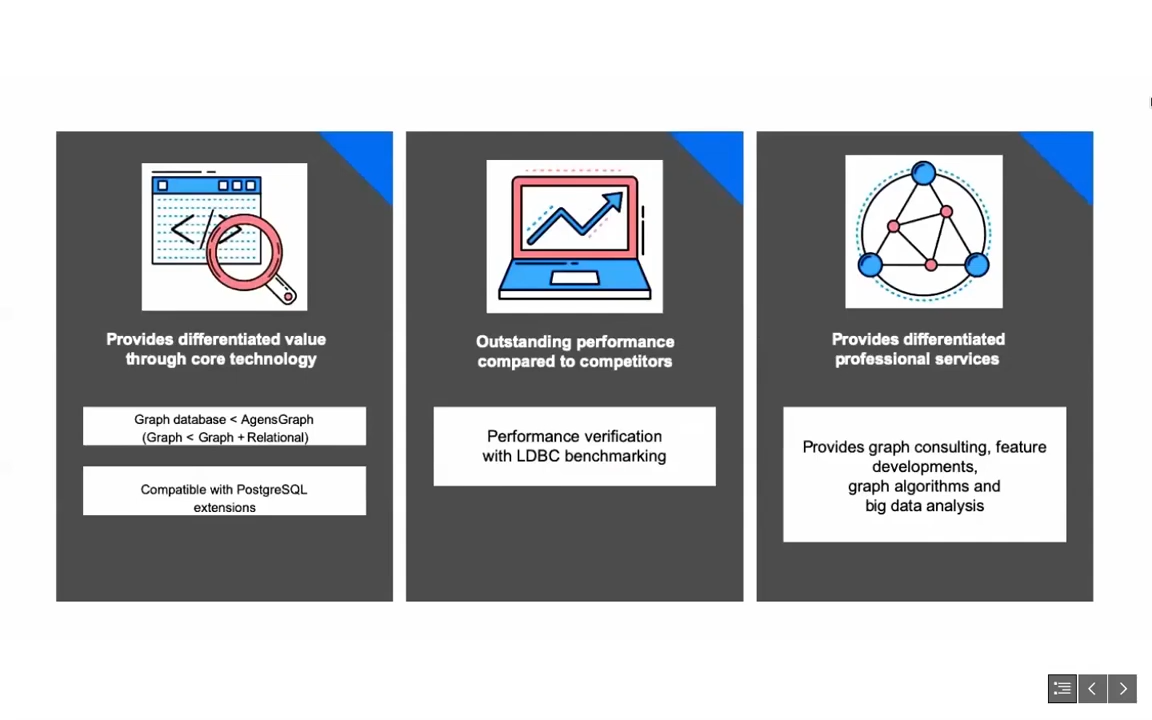 Provides differentiated value
through core technology
Graph database < AgensGraph
(Graph < Graph + Relational)
Compatible with PostgreSQL
extensions
Outstanding performance
compared to competitors
Performance verification
with LDBC benchmarking
Provides differentiated
professional services
Provides graph consulting, feature
developments,
graph algorithms and
big data analysis